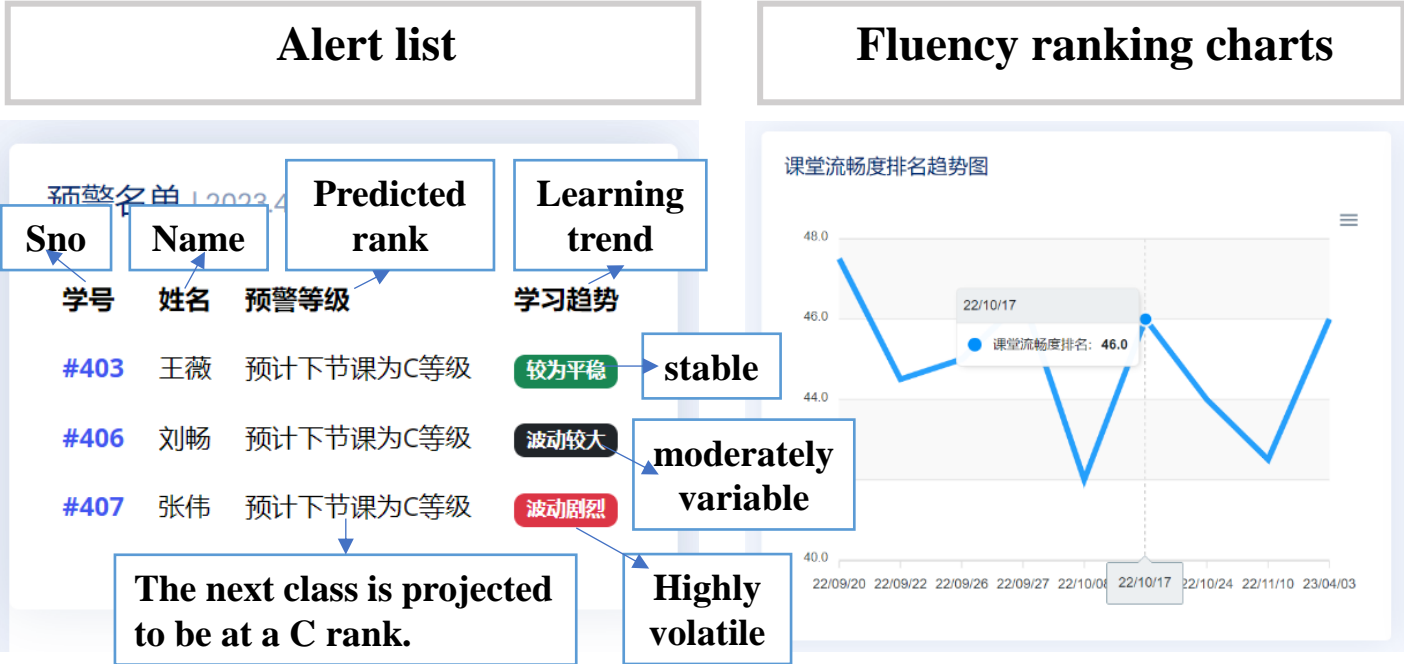 Alert list
Fluency ranking charts
预警名单 | 2023.4
Predicted
rank
Learning
trend
Sno
Name
学号 姓名 预警等级 学习趋势
#403 王薇 预计下节课为C等级 较为平稳
stable
#406 刘畅 预计下节课为C等级 波动较大
moderately
variable
#407 张伟 预计下节课为C等级 波动剧烈
The next class is projected
to be at a C rank.
Highly
volatile
课堂流畅度排名趋势图
48.0
46.0
44.0
40.0
22/10/17
课堂流畅度排名: 46.0
22/09/20 22/09/22 22/09/26 22/09/27 22/10/08 22/10/17 22/10/24 22/11/10 23/04/03